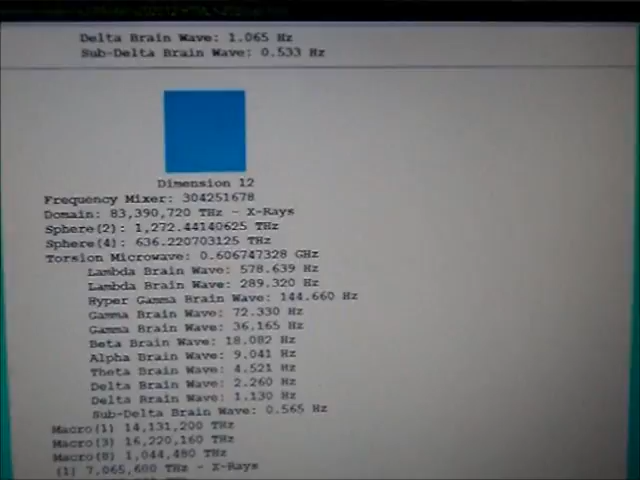 Delta Brain Wave: 1.065 Hz
Sub-Delta Brain Wave: 0.533 Hz
Dimension 12
Frequency Mixer: 304251678
Domain: 83,390,720 THz - X-Rays
Sphere(2): 1,272.44140625 THz
Sphere(4): 636.220703125 THz
Torsion Microwave: 0.606747328 GHz
Lambda Brain Wave: 578.639 Hz
Lambda Brain Wave: 289.320 Hz
Hyper Gamma Brain Wave: 144.660 Hz
Gamma Brain Wave: 72.330 Hz
Gamma Brain Wave: 36.165 Hz
Beta Brain Wave: 18.082 Hz
Alpha Brain Wave: 9.041 Hz
Theta Brain Wave: 4.521 Hz
Delta Brain Wave: 2.260 Hz
Delta Brain Wave: 1.130 Hz
Sub-Delta Brain Wave: 0.565 Hz
Macro(1) 14,131,200 THz
Macro(3) 16,220,160 THz
Macro(8) 1,044,480 THz
(1) 7,065,600 THz - X-Rays